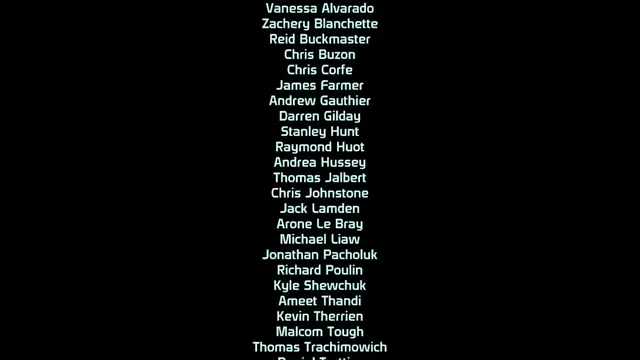 Vanessa Alvarado
Zachery Blanchette
Reid Buckmaster
Chris Buzon
Chris Corfe
James Farmer
Andrew Gauthier
Darren Gilday
Stanley Hunt
Raymond Huot
Andrea Hussey
Thomas Jalbert
Chris Johnstone
Jack Lamden
Arone Le Bray
Michael Liaw
Jonathan Pacholuk
Richard Poulin
Kyle Shewchuk
Ameet Thandi
Kevin Therrien
Malcom Tough
Thomas Trachimowich